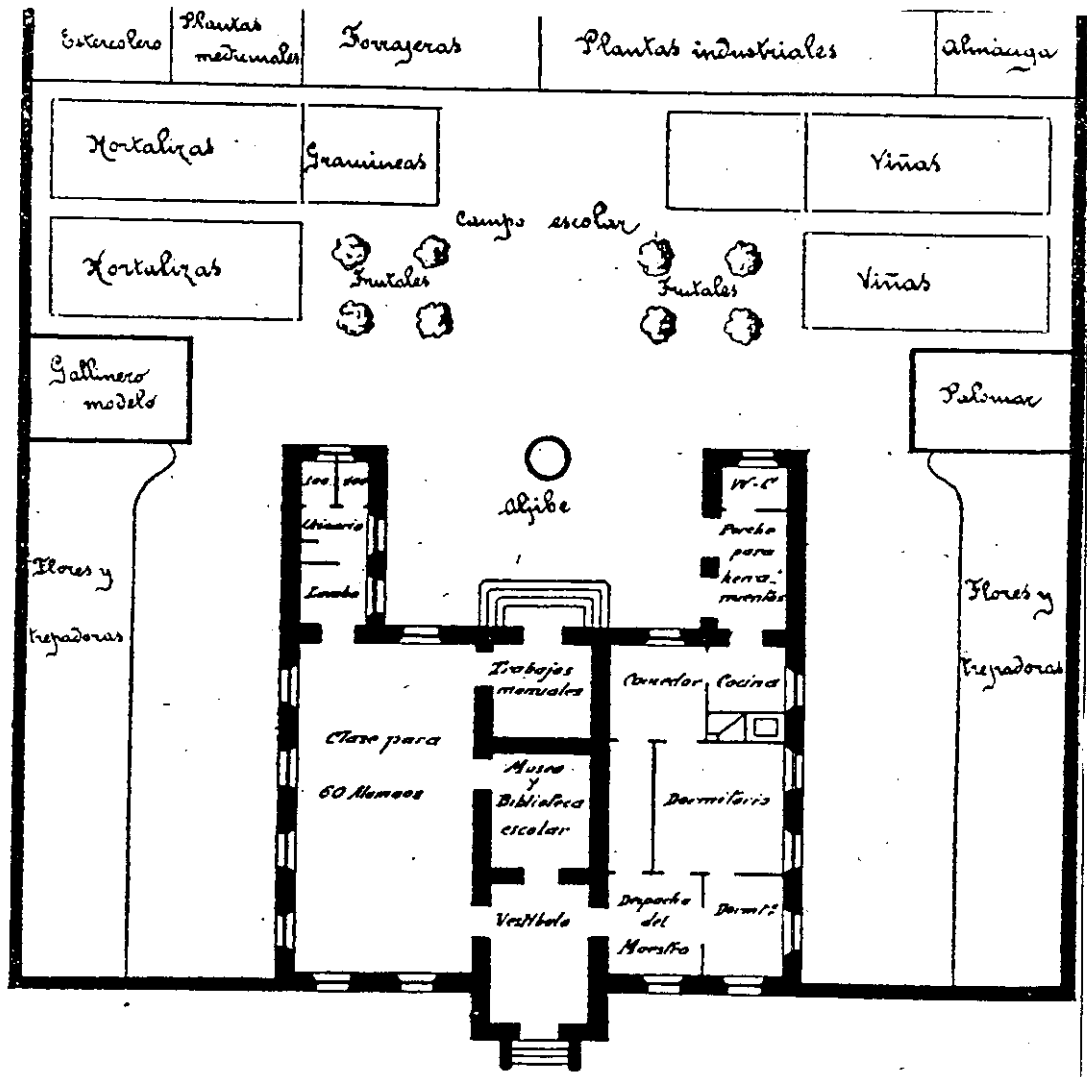 Estercolero
Plantas
medicinales
Forrajeras
Plantas industriales
Almáciga
Hortalizas
Gramineas
Viñas
Campo escolar
Hortalizas
Frutales
Frutales
Viñas
Gallinero
modelo
Palomar
Aljibe
Urinario
Lavabo
W-C
Porche
para
herra-
mientas
Flores y
trepadoras
Flores y
trepadoras
Trabajos
manuales
Comedor
Cocina
Clase para
60 Alumnos
Museo
y
Biblioteca
escolar
Dormitorio
Vestíbulo
Despacho
del
Maestro
Dormit.º